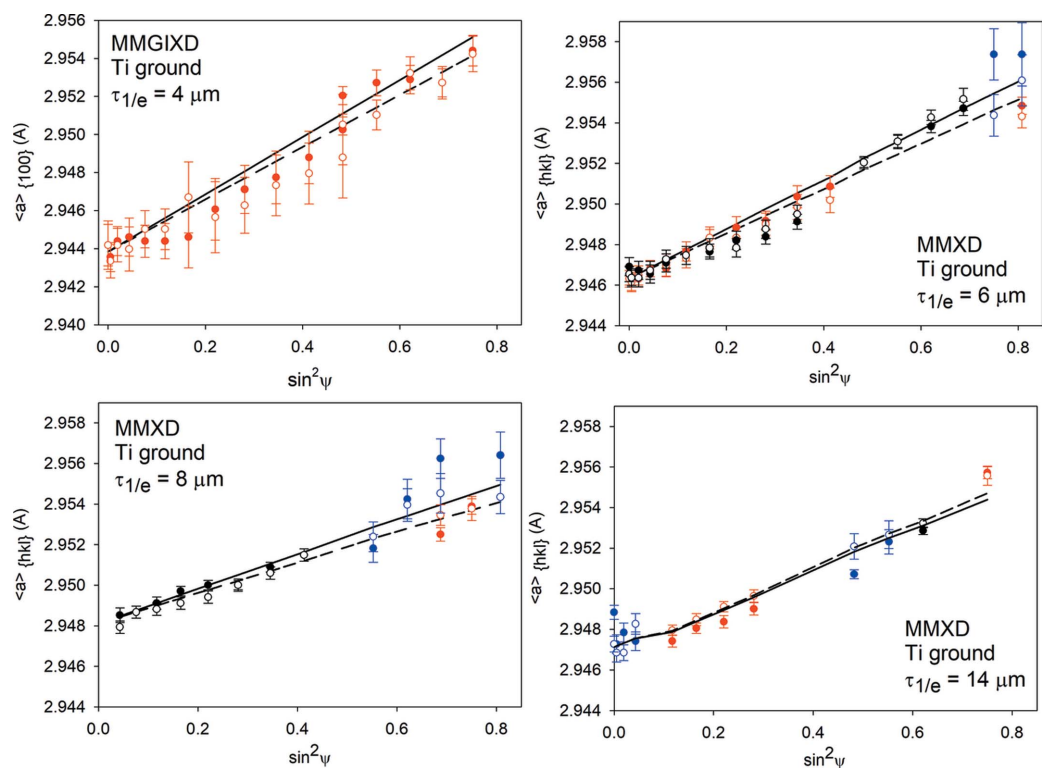 2.956
2.954
2.952
2.950
2.948
2.946
2.944
2.942
2.940
<a> {100} (A)
MMGIXD
Ti ground
τ1/e = 4 μm
0.0 0.2 0.4 0.6 0.8
sin²ψ
2.958
2.956
2.954
2.952
2.950
2.948
2.946
2.944
<a> {hkl} (A)
MMXD
Ti ground
τ1/e = 6 μm
0.0 0.2 0.4 0.6 0.8
sin²ψ
2.958
2.956
2.954
2.952
2.950
2.948
2.946
2.944
<a> {hkl} (A)
MMXD
Ti ground
τ1/e = 8 μm
0.0 0.2 0.4 0.6 0.8
sin²ψ
2.958
2.956
2.954
2.952
2.950
2.948
2.946
2.944
<a> {hkl} (A)
MMXD
Ti ground
τ1/e = 14 μm
0.0 0.2 0.4 0.6 0.8
sin²ψ